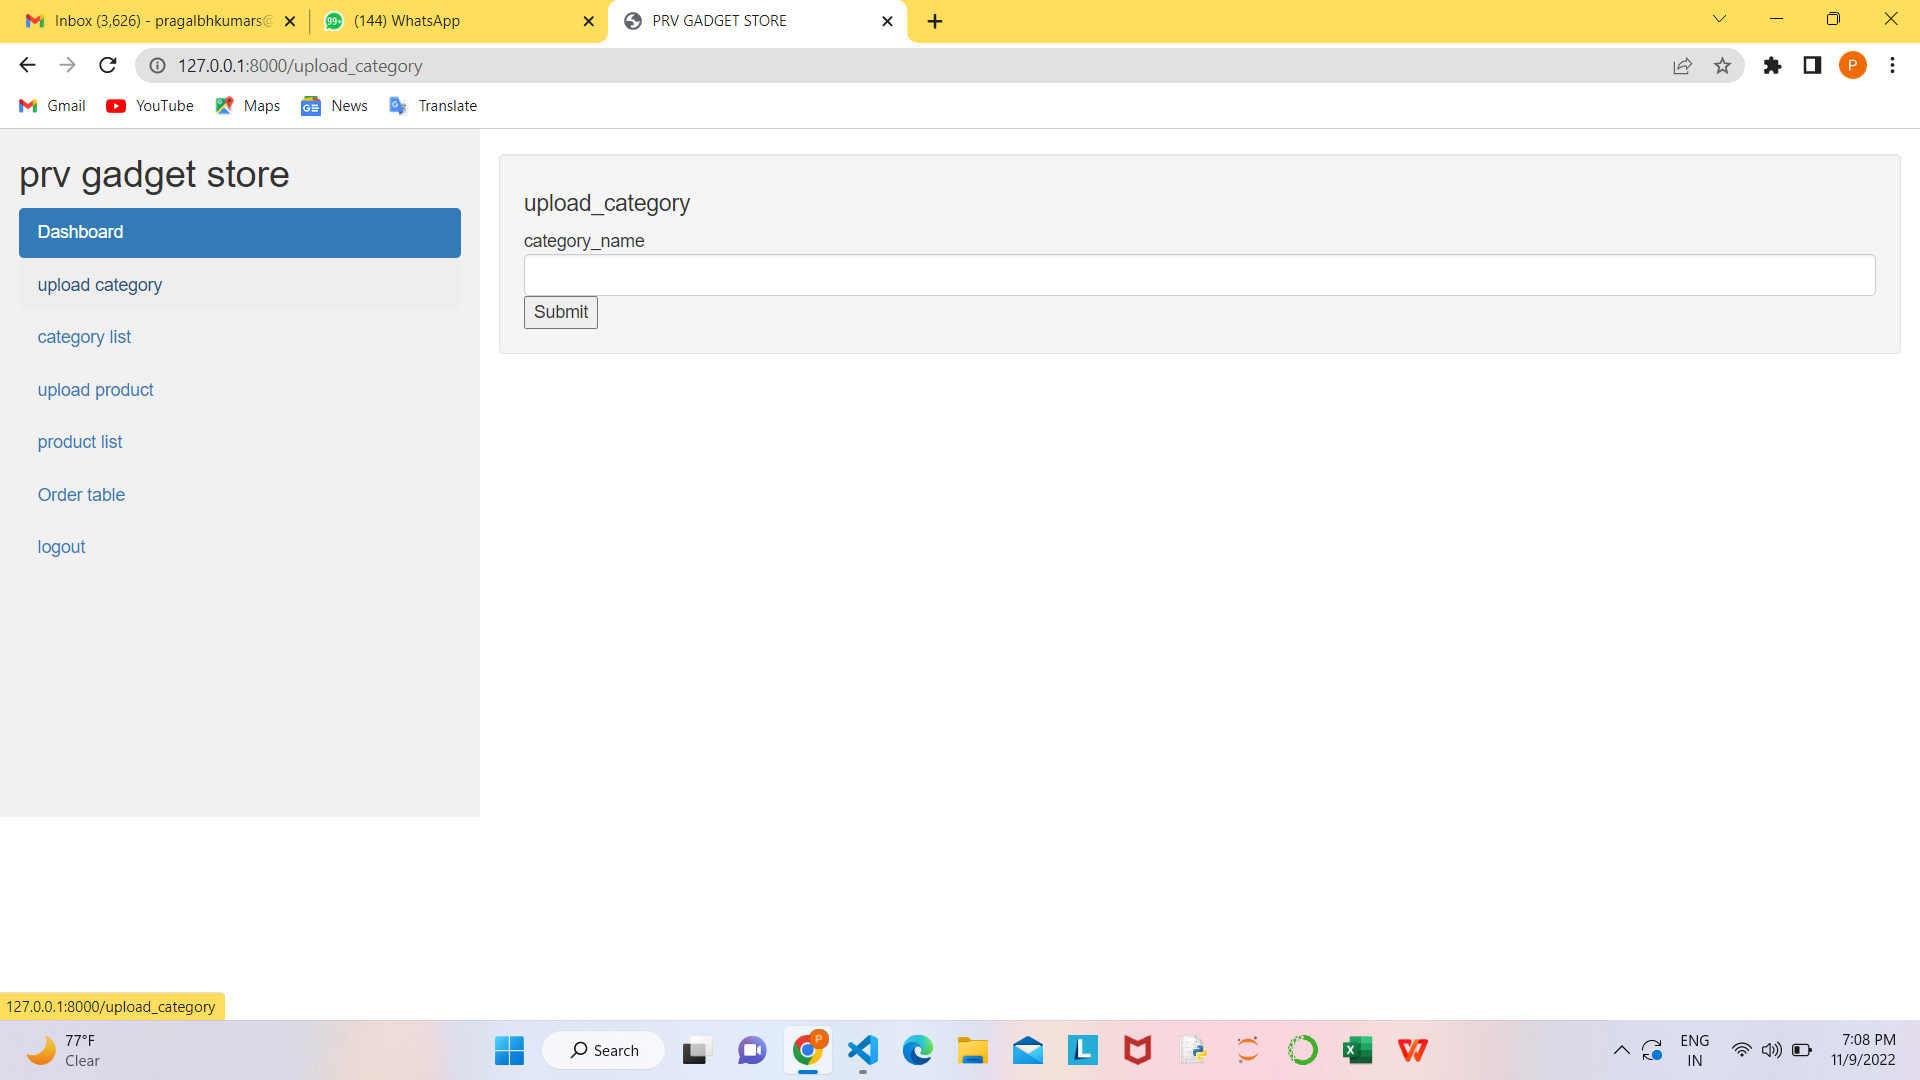 Inbox (3,626) - pragalbhkumars@
99+ (144) WhatsApp
PRV GADGET STORE
127.0.0.1:8000/upload_category
P
Gmail
YouTube
Maps
News
Translate
prv gadget store
Dashboard
upload category
category list
upload product
product list
Order table
logout
upload_category
category_name
Submit
127.0.0.1:8000/upload_category
77°F
Clear
Search
P
L
X
W
ENG
IN
7:08 PM
11/9/2022